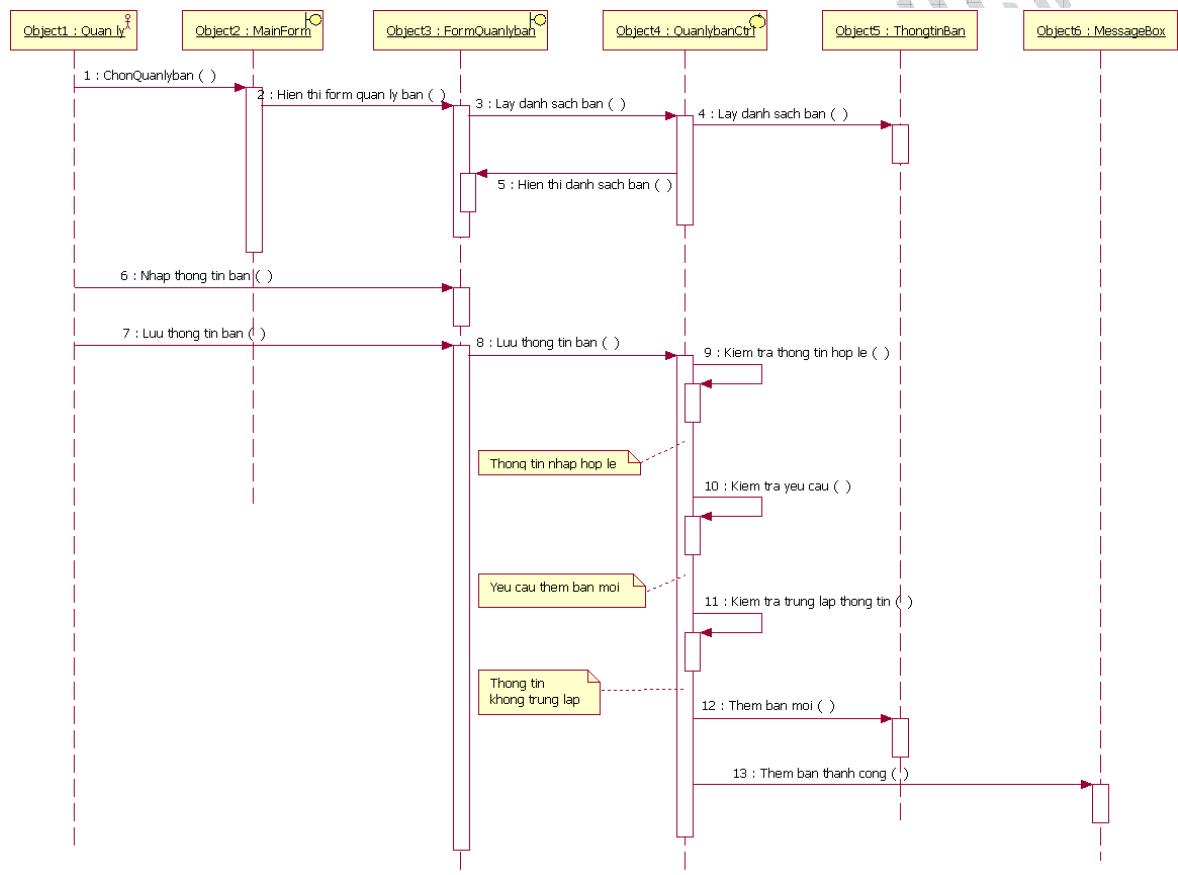 Object1 : Quan ly
Object2 : MainForm
Object3 : FormQuanlyban
Object4 : QuanlybanCtrl
Object5 : ThongtinBan
Object6 : MessageBox
1 : ChonQuanlyban ( )
2 : Hien thi form quan ly ban ( )
3 : Lay danh sach ban ( )
4 : Lay danh sach ban ( )
5 : Hien thi danh sach ban ( )
6 : Nhap thong tin ban ( )
7 : Luu thong tin ban ( )
8 : Luu thong tin ban ( )
9 : Kiem tra thong tin hop le ( )
Thong tin nhap hop le
10 : Kiem tra yeu cau ( )
Yeu cau them ban moi
11 : Kiem tra trung lap thong tin ( )
Thong tin
khong trung lap
12 : Them ban moi ( )
13 : Them ban thanh cong ( )